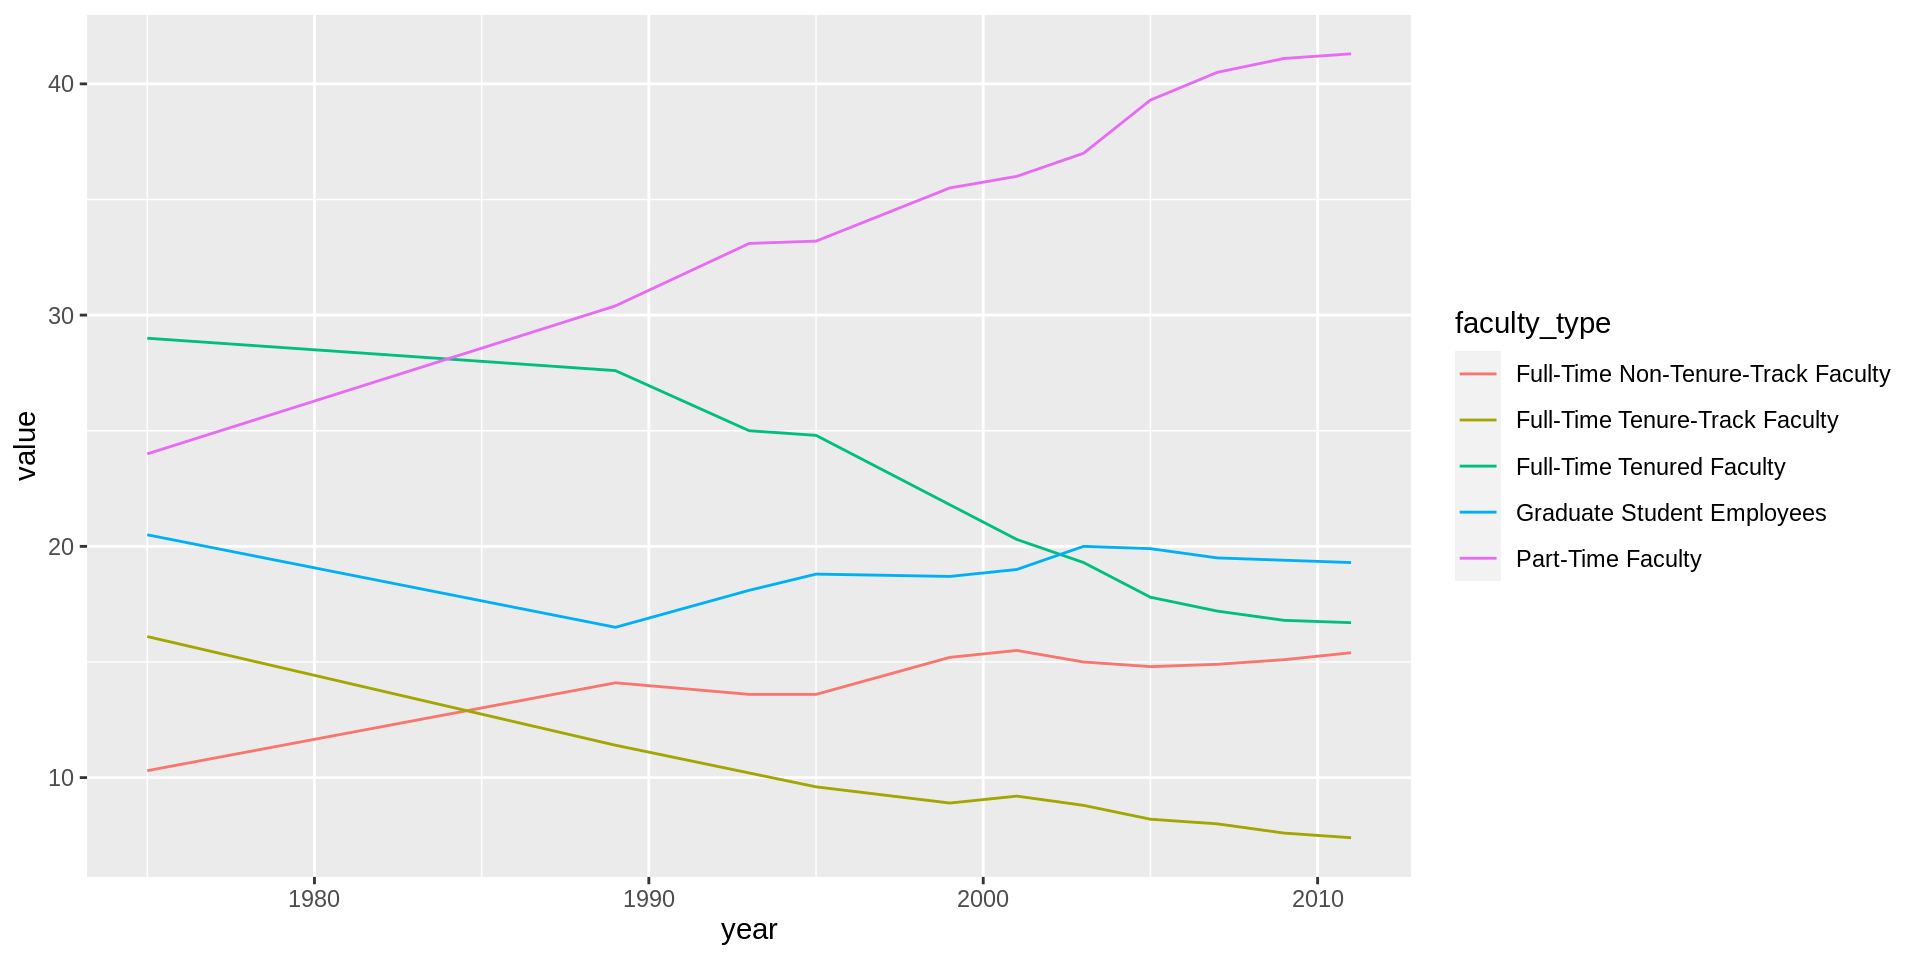 40
30
20
10
value
1980
1990
2000
2010
year
faculty_type
Full-Time Non-Tenure-Track Faculty
Full-Time Tenure-Track Faculty
Full-Time Tenured Faculty
Graduate Student Employees
Part-Time Faculty